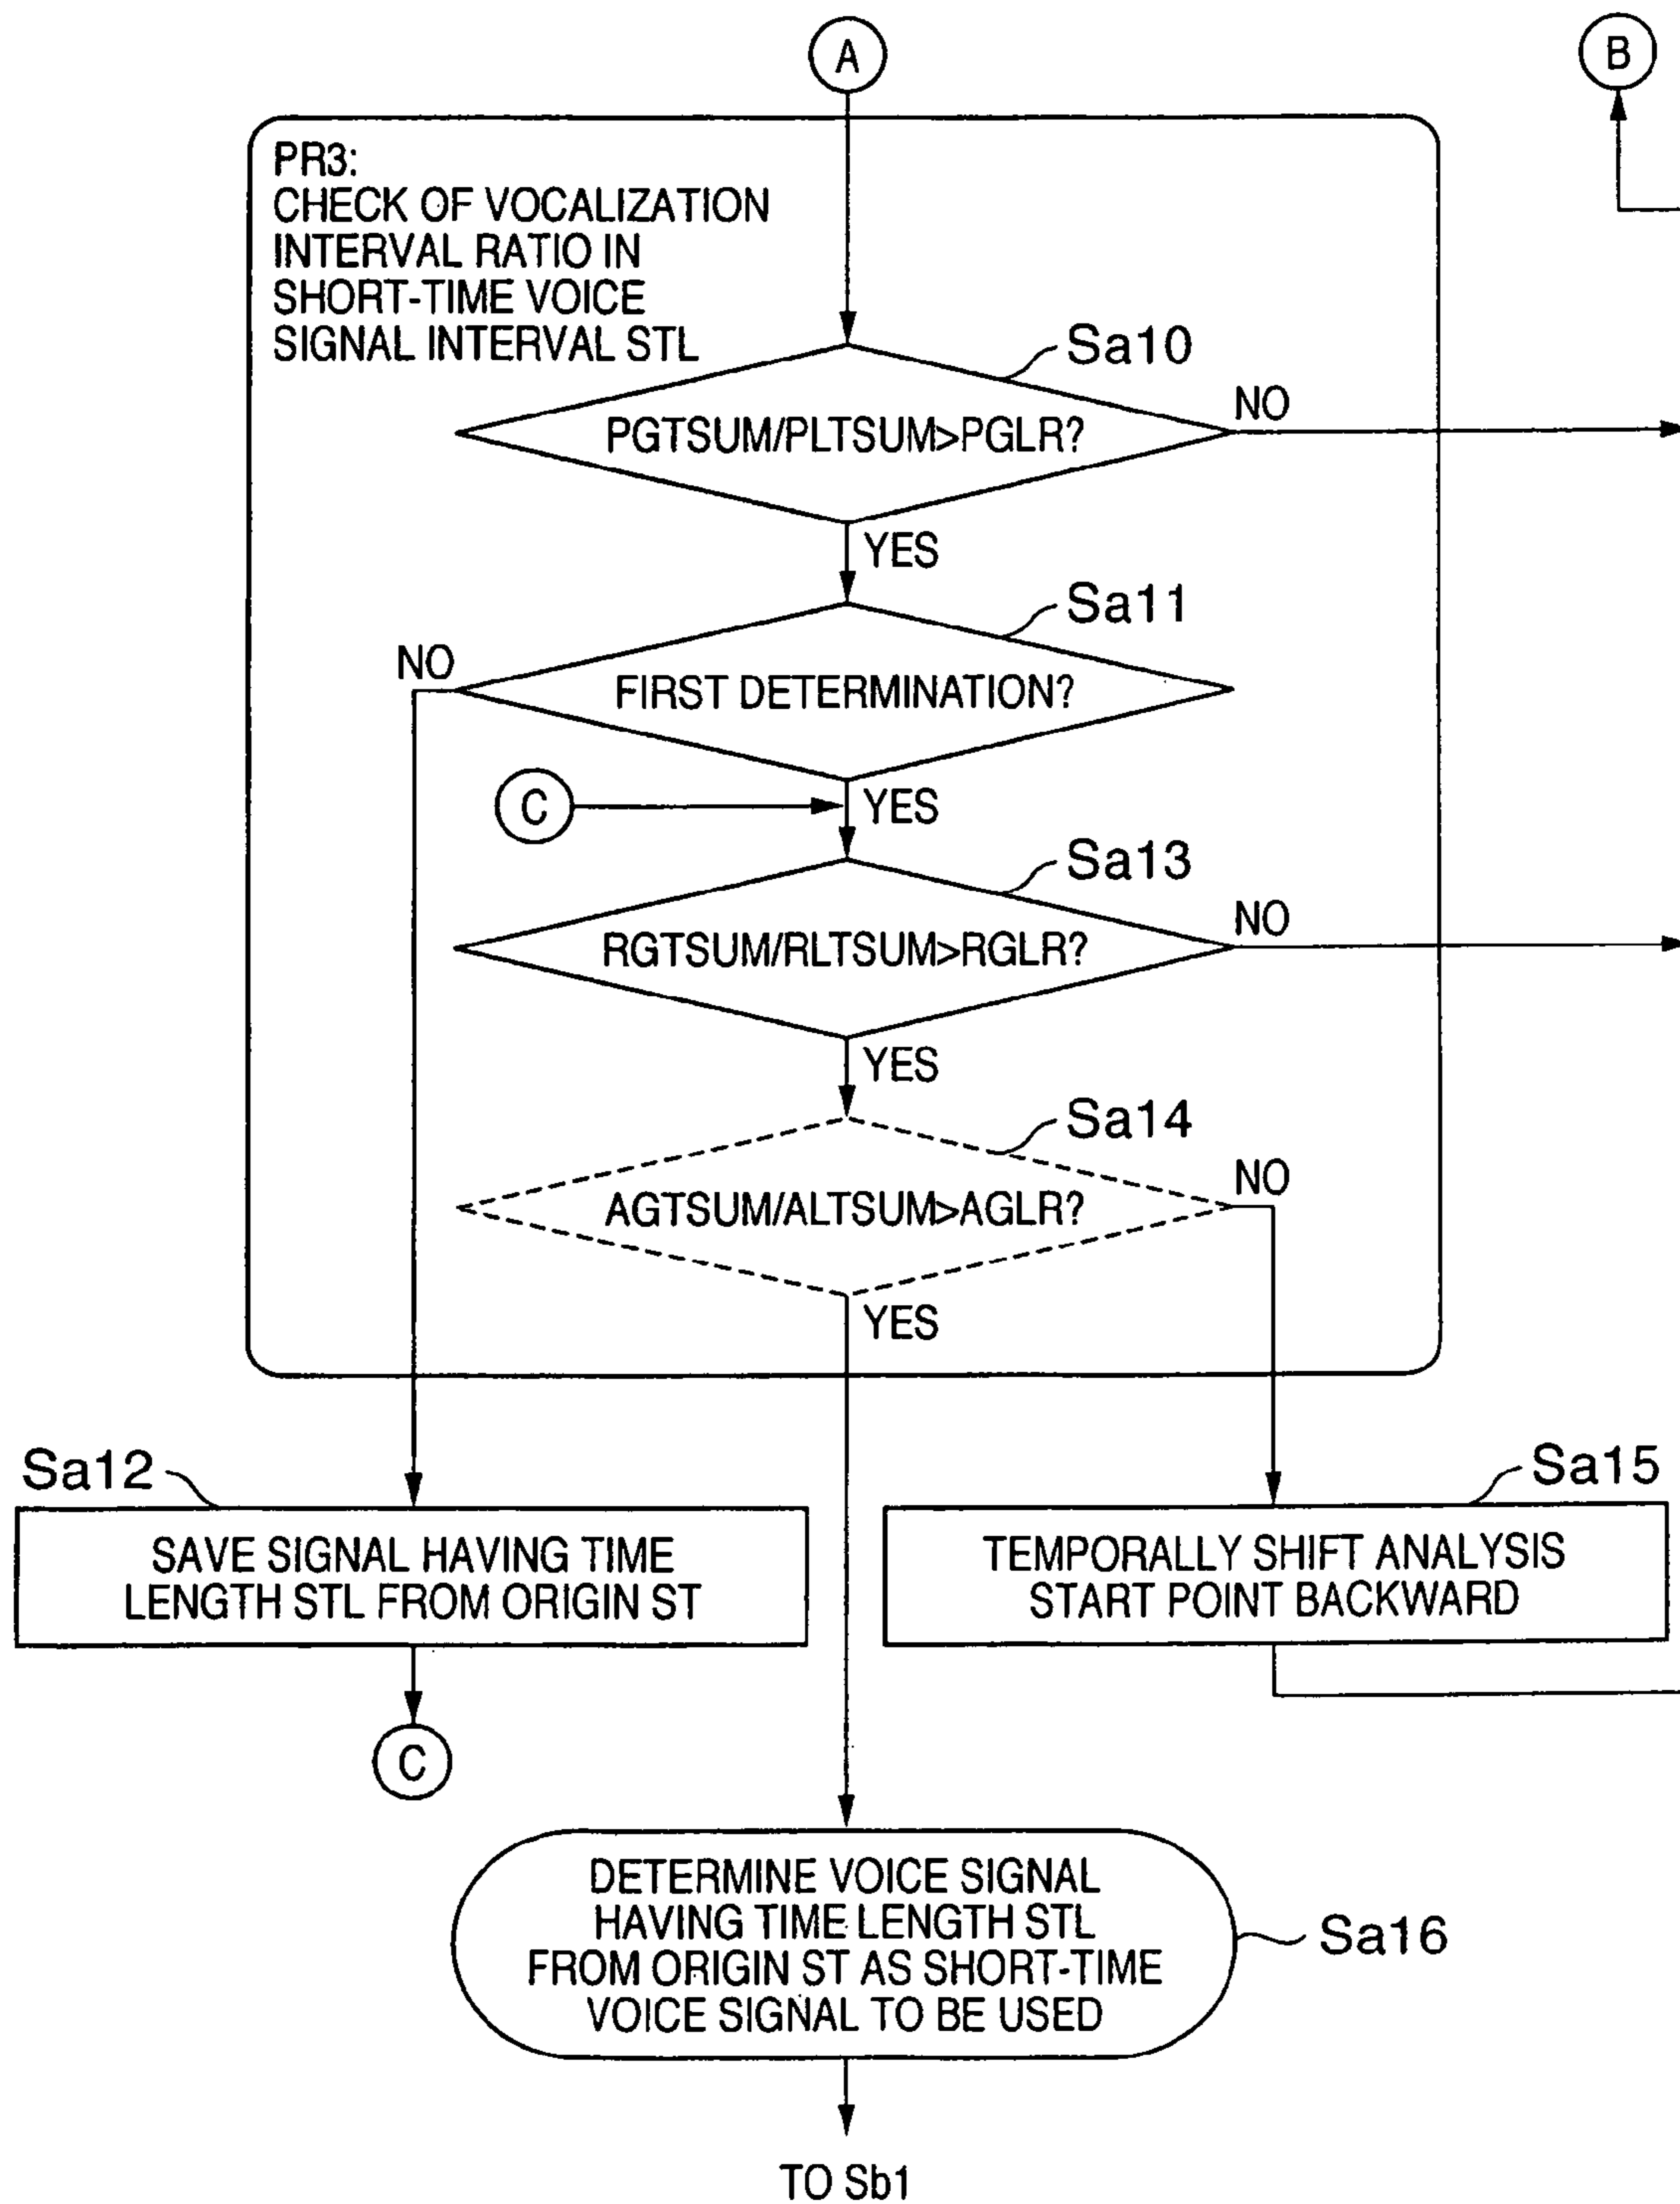 A
B
PR3:
CHECK OF VOCALIZATION
INTERVAL RATIO IN
SHORT-TIME VOICE
SIGNAL INTERVAL STL
Sa10
PGTSUM/PLTSUM>PGLR?
NO
YES
Sa11
NO
FIRST DETERMINATION?
C
YES
Sa13
RGTSUM/RLTSUM>RGLR?
NO
YES
Sa14
AGTSUM/ALTSUM>AGLR?
NO
YES
Sa12
SAVE SIGNAL HAVING TIME
LENGTH STL FROM ORIGIN ST
C
Sa15
TEMPORALLY SHIFT ANALYSIS
START POINT BACKWARD
DETERMINE VOICE SIGNAL
HAVING TIME LENGTH STL
FROM ORIGIN ST AS SHORT-TIME
VOICE SIGNAL TO BE USED
Sa16
TO Sb1